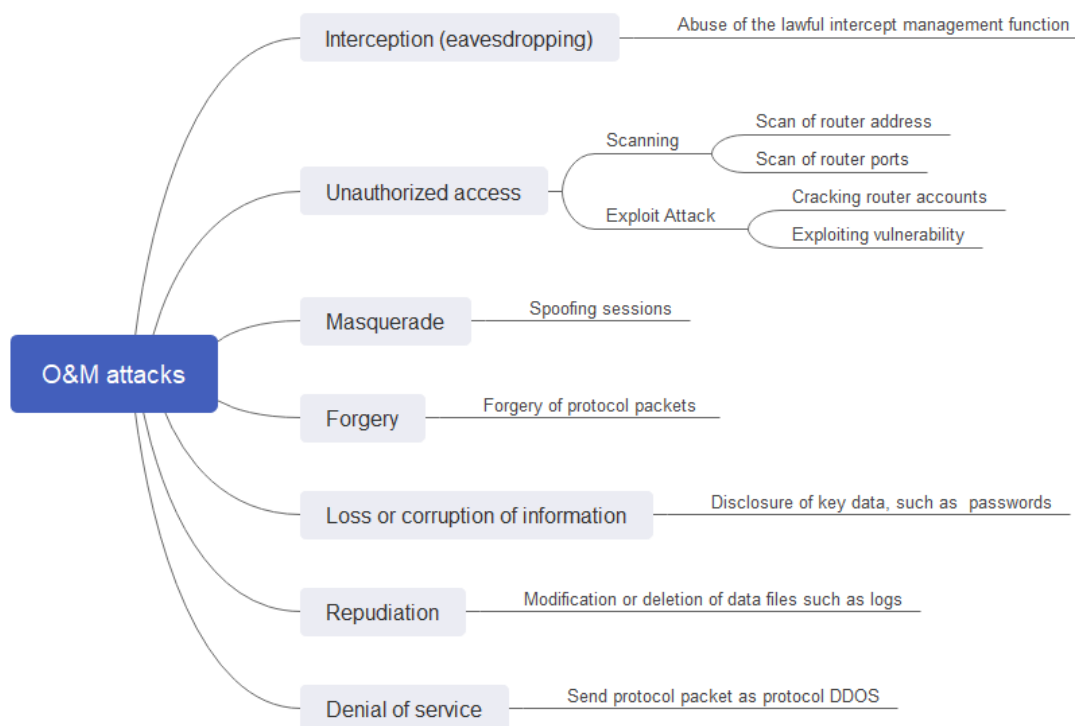 Interception (eavesdropping)
Abuse of the lawful intercept management function
Unauthorized access
Scanning
Scan of router address
Scan of router ports
Exploit Attack
Cracking router accounts
Exploiting vulnerability
Masquerade
Spoofing sessions
O&M attacks
Forgery
Forgery of protocol packets
Loss or corruption of information
Disclosure of key data, such as passwords
Repudiation
Modification or deletion of data files such as logs
Denial of service
Send protocol packet as protocol DDOS